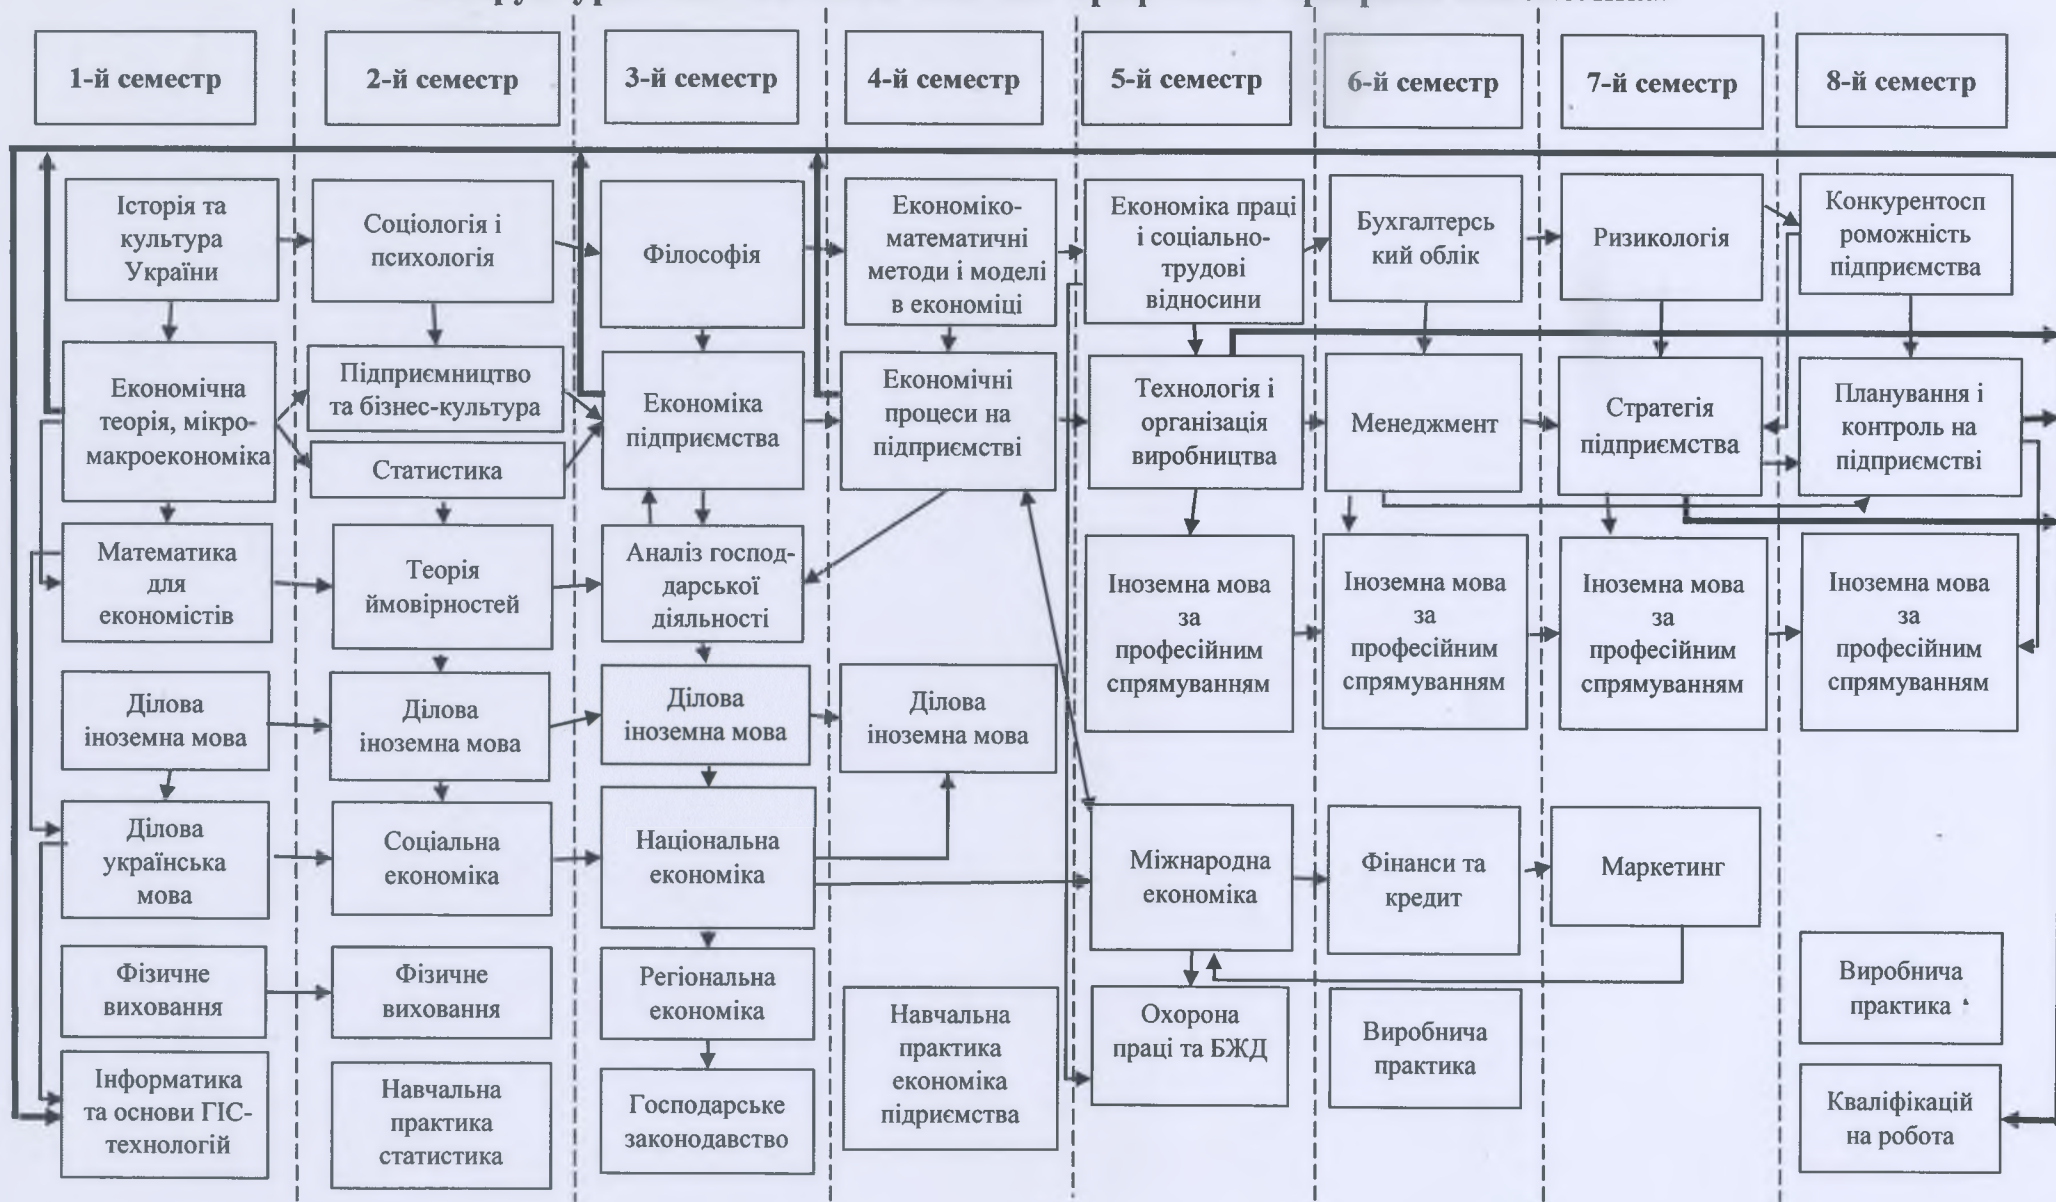 1-й семестр
2-й семестр
3-й семестр
4-й семестр
5-й семестр
6-й семестр
7-й семестр
8-й семестр
Історія та
культура
України
Економічна
теорія, мікро-
макроекономіка
Математика
для
економістів
Ділова
іноземна мова
Ділова
українська
мова
Фізичне
виховання
Інформатика
та основи ГІС-
технологій
Соціологія і
психологія
Підприємництво
та бізнес-культура
Статистика
Теорія
ймовірностей
Ділова
іноземна мова
Соціальна
економіка
Фізичне
виховання
Навчальна
практика
статистика
Філософія
Економіка
підприємства
Аналіз господ-
дарської
діяльності
Ділова
іноземна мова
Національна
економіка
Регіональна
економіка
Господарське
законодавство
Економіко-
математичні
методи і моделі
в економіці
Економічні
процеси на
підприємстві
Ділова
іноземна мова
Навчальна
практика
економіка
підриємства
Економіка праці
і соціально-
трудові
відносини
Технологія і
організація
виробництва
Іноземна мова
за
професійним
спрямуванням
Міжнародна
економіка
Охорона
праці та БЖД
Бухгалтерсь
кий облік
Менеджмент
Іноземна мова
за
професійним
спрямуванням
Фінанси та
кредит
Виробнича
практика
Ризикологія
Стратегія
підприємства
Іноземна мова
за
професійним
спрямуванням
Маркетинг
Конкурентосп
роможність
підприємства
Планування і
контроль на
підприємстві
Іноземна мова
за
професійним
спрямуванням
Виробнича
практика
Кваліфікацій
на робота